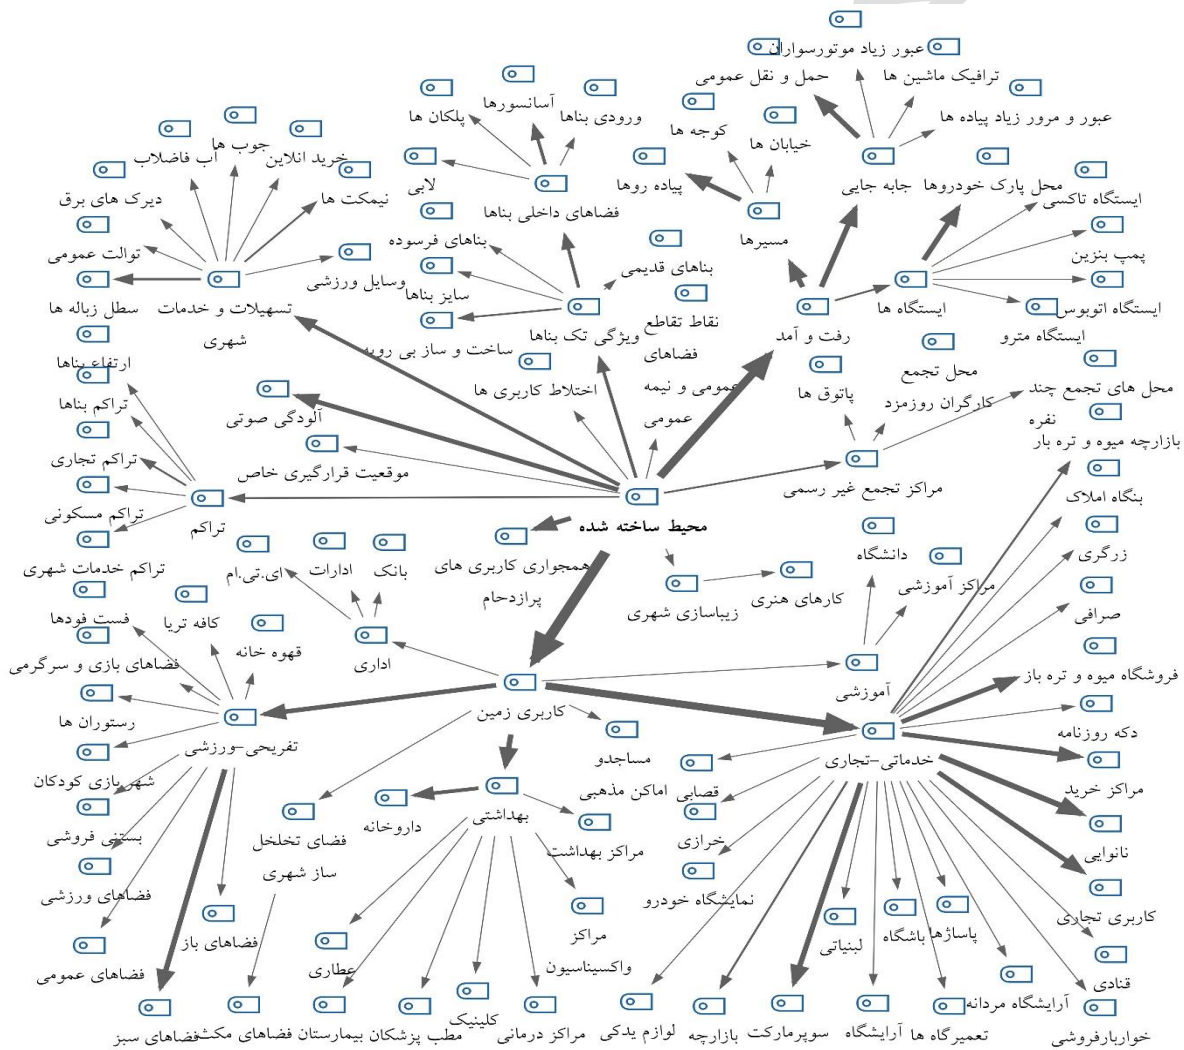 عبور زیاد موتورسواران
حمل و نقل عمومی
ترافیک ماشین ها
عبور و مرور زیاد پیاده ها
آسانسورها
پلکان ها
ورودی بناها
کوچه ها
خیابان ها
جوب ها
آب فاضلاب
خرید انلاین
لابی
پیاده روها
جابه جایی
محل پارک خودروها
ایستگاه تاکسی
دیرک های برق
نیمکت ها
فضاهای داخلی بناها
مسیرها
توالت عمومی
وسایل ورزشی
بناهای فرسوده
بناهای قدیمی
پمپ بنزین
سطل زباله ها
تسهیلات و خدمات
شهری
سایز بناها
ویژگی تک بناها
نقاط تقاطع
فضاهای
عمومی و نیمه
عمومی
رفت و آمد
ایستگاه ها
ایستگاه اتوبوس
ایستگاه مترو
ساخت و ساز بی رویه
ارتفاع بناها
اختلاط کاربری ها
پاتوق ها
محل تجمع
کارگران روزمزد
محل های تجمع چند
نفره
تراکم بناها
آلودگی صوتی
بازارچه میوه و تره بار
تراکم تجاری
موقعیت قرارگیری خاص
مراکز تجمع غیر رسمی
بنگاه املاک
تراکم مسکونی
تراکم
محیط ساخته شده
زرگری
تراکم خدمات شهری
ای.تی.ام
ادارات
بانک
همجواری کاربری های
پرازدحام
زیباسازی شهری
کارهای هنری
دانشگاه
مراکز آموزشی
صرافی
فست فودها
کافه تریا
قهوه خانه
اداری
آموزشی
فروشگاه میوه و تره باز
فضاهای بازی و سرگرمی
رستوران ها
تفریحی-ورزشی
کاربری زمین
مساجدو
اماکن مذهبی
خدماتی-تجاری
دکه روزنامه
شهربازی کودکان
بهداشتی
داروخانه
قصابی
مراکز خرید
بستنی فروشی
فضای تخلخل
ساز شهری
مراکز بهداشت
خرازی
نانوایی
فضاهای ورزشی
نمایشگاه خودرو
کاربری تجاری
فضاهای باز
مراکز
واکسیناسیون
لبنیاتی
باشگاه
پاساژها
فضاهای عمومی
عطاری
قنادی
آرایشگاه مردانه
فضاهای سبز
فضاهای مکث
بیمارستان
مطب پزشکان
کلینیک
مراکز درمانی
لوازم یدکی
بازارچه
سوپرمارکت
آرایشگاه
تعمیرگاه ها
خواربارفروشی